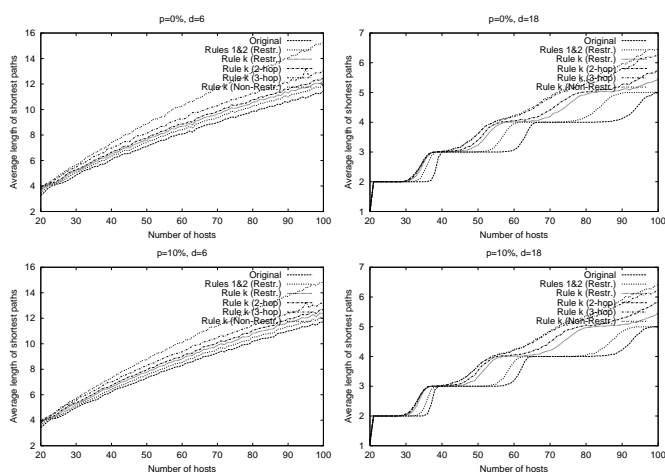 p=0%, d=6
Average length of shortest paths
16
14
12
10
8
6
4
2
Original
Rules 1&2 (Restr.)
Rule k (Restr.)
Rule k (2-hop)
Rule k (3-hop)
Rule k (Non-Restr.)
20 30 40 50 60 70 80 90 100
Number of hosts
p=0%, d=18
Average length of shortest paths
7
6
5
4
3
2
1
Original
Rules 1&2 (Restr.)
Rule k (Restr.)
Rule k (2-hop)
Rule k (3-hop)
Rule k (Non-Restr.)
20 30 40 50 60 70 80 90 100
Number of hosts
p=10%, d=6
Average length of shortest paths
16
14
12
10
8
6
4
2
Original
Rules 1&2 (Restr.)
Rule k (Restr.)
Rule k (2-hop)
Rule k (3-hop)
Rule k (Non-Restr.)
20 30 40 50 60 70 80 90 100
Number of hosts
p=10%, d=18
Average length of shortest paths
7
6
5
4
3
2
1
Original
Rules 1&2 (Restr.)
Rule k (Restr.)
Rule k (2-hop)
Rule k (3-hop)
Rule k (Non-Restr.)
20 30 40 50 60 70 80 90 100
Number of hosts